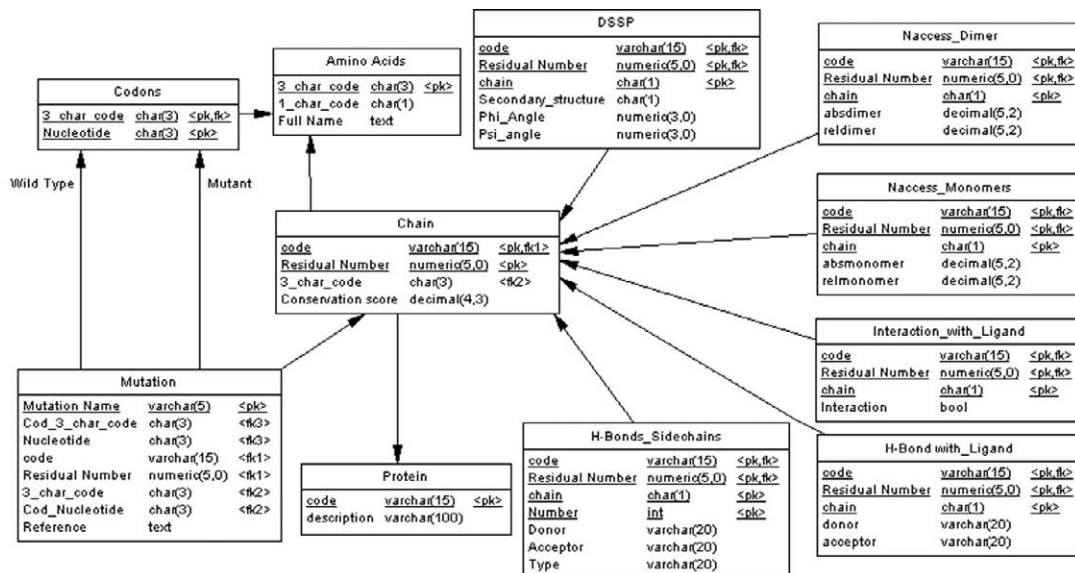 DSSP
code varchar(15) <pk,fk>
Residual Number numeric(5,0) <pk,fk>
chain char(1) <pk>
Secondary_structure char(1)
Phi_Angle numeric(3,0)
Psi_angle numeric(3,0)
Naccess_Dimer
code varchar(15) <pk,fk>
Residual Number numeric(5,0) <pk,fk>
chain char(1) <pk>
absdimer decimal(5,2)
reldimer decimal(5,2)
Amino Acids
3_char_code char(3) <pk>
1_char_code char(1)
Full Name text
Codons
3_char_code char(3) <pk,fk>
Nucleotide char(3) <pk>
Wild Type
Mutant
Naccess_Monomers
code varchar(15) <pk,fk>
Residual Number numeric(5,0) <pk,fk>
chain char(1) <pk>
absmonomer decimal(5,2)
relmonomer decimal(5,2)
Chain
code varchar(15) <pk,fk1>
Residual Number numeric(5,0) <pk>
3_char_code char(3) <fk2>
Conservation score decimal(4,3)
Interaction_with_Ligand
code varchar(15) <pk,fk>
Residual Number numeric(5,0) <pk,fk>
chain char(1) <pk>
Interaction bool
Mutation
Mutation Name varchar(5) <pk>
Cod_3_char_code char(3) <fk3>
Nucleotide char(3) <fk3>
code varchar(15) <fk1>
Residual Number numeric(5,0) <fk1>
3_char_code char(3) <fk2>
Cod_Nucleotide char(3) <fk2>
Reference text
Protein
code varchar(15) <pk>
description varchar(100)
H-Bonds_Sidechains
code varchar(15) <pk,fk>
Residual Number numeric(5,0) <pk,fk>
chain char(1) <pk>
Number int <pk>
Donor varchar(20)
Acceptor varchar(20)
Type varchar(20)
H-Bond with_Ligand
code varchar(15) <pk,fk>
Residual Number numeric(5,0) <pk,fk>
chain char(1) <pk>
donor varchar(20)
acceptor varchar(20)